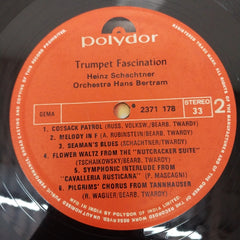 polydor
Trumpet Fascination
Heinz Schachtner
Orchestra Hans Bertram
GEMA
2371 178
STEREO
33
2
1. COSSACK PATROL (RUSS. VOLKSW./BEARB. TWARDY)
2. MELODY IN F (A. RUBINSTEIN/BEARB. TWARDY)
3. SEAMAN'S BLUES (SCHACHTNER/TWARDY)
4. FLOWER WALTZ FROM THE "NUTCRACKER SUITE"
(TSCHAIKOWSKY/BEARB. TWARDY)
5. SYMPHONIC INTERLUDE FROM
"CAVALLERIA RUSTICANA" (P. MASCAGNI)
6. PILGRIMS' CHORUS FROM TANNHAUSER
(R. WAGNER/BEARB. TWARDY)